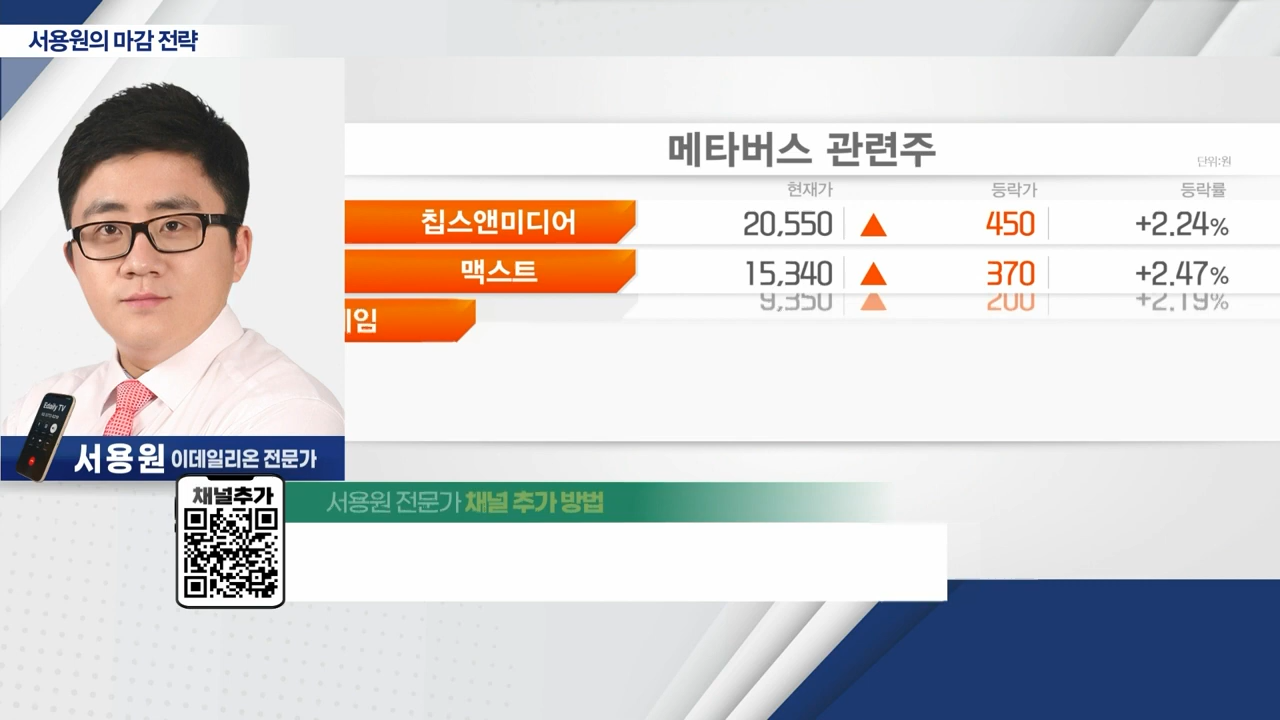 서용원의 마감 전략
메타버스 관련주
단위:원
현재가 등락가 등락률
칩스앤미디어 20,550 ▲ 450 +2.24%
맥스트 15,340 ▲ 370 +2.47%
9,350 ▲ 200 +2.19%
Edaily TV
서용원 이데일리온 전문가
채널추가
서용원 전문가 채널 추가 방법